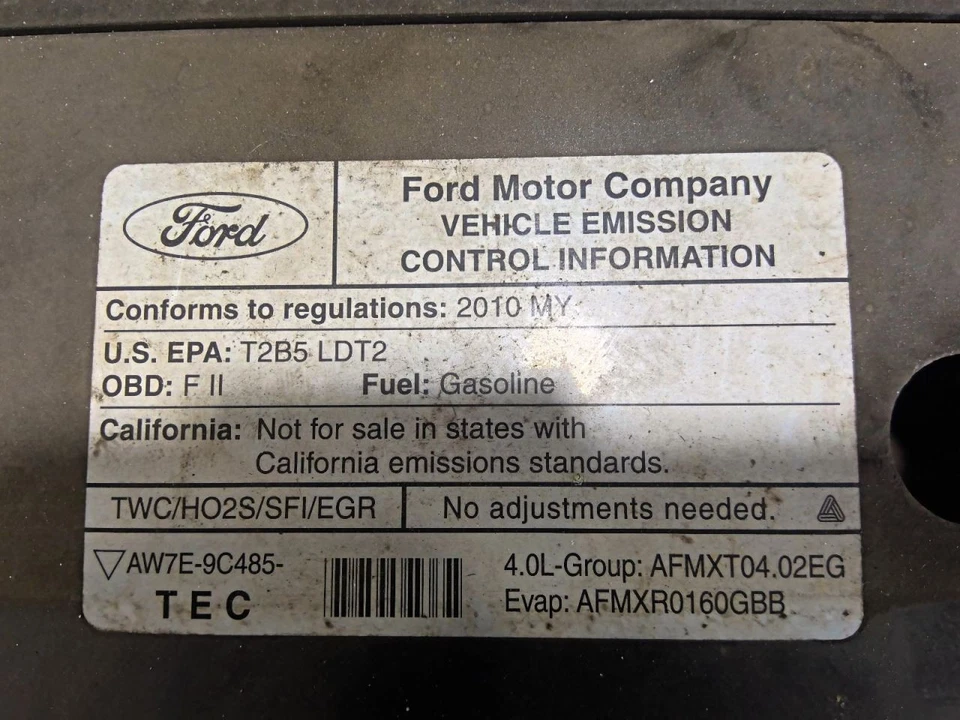 Ford
Ford Motor Company
VEHICLE EMISSION
CONTROL INFORMATION
Conforms to regulations: 2010 MY
U.S. EPA: T2B5 LDT2
OBD: F II Fuel: Gasoline
California: Not for sale in states with
California emissions standards.
TWC/HO2S/SFI/EGR No adjustments needed.
AW7E-9C485-
TEC
4.0L-Group: AFMXT04.02EG
Evap: AFMXR0160GBB